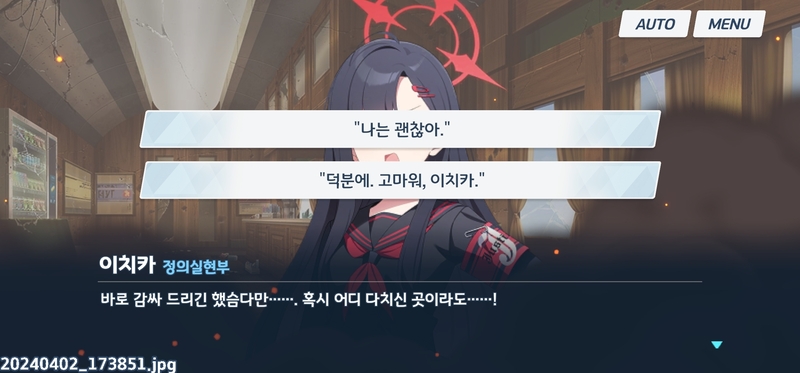 AUTO MENU
"나는 괜찮아."
"덕분에. 고마워, 이치카."
이치카 정의실현부
바로 감싸 드리긴 했슴다만……. 혹시 어디 다치신 곳이라도……!
20240402_173851.jpg